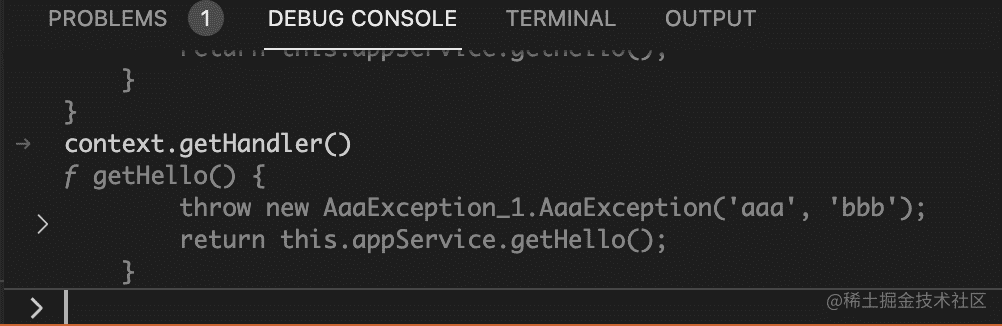 PROBLEMS 1 DEBUG CONSOLE TERMINAL OUTPUT
return this.appService.getHello();
}
}
→ context.getHandler()
f getHello() {
throw new AaaException_1.AaaException('aaa', 'bbb');
> return this.appService.getHello();
}
>
@稀土掘金技术社区